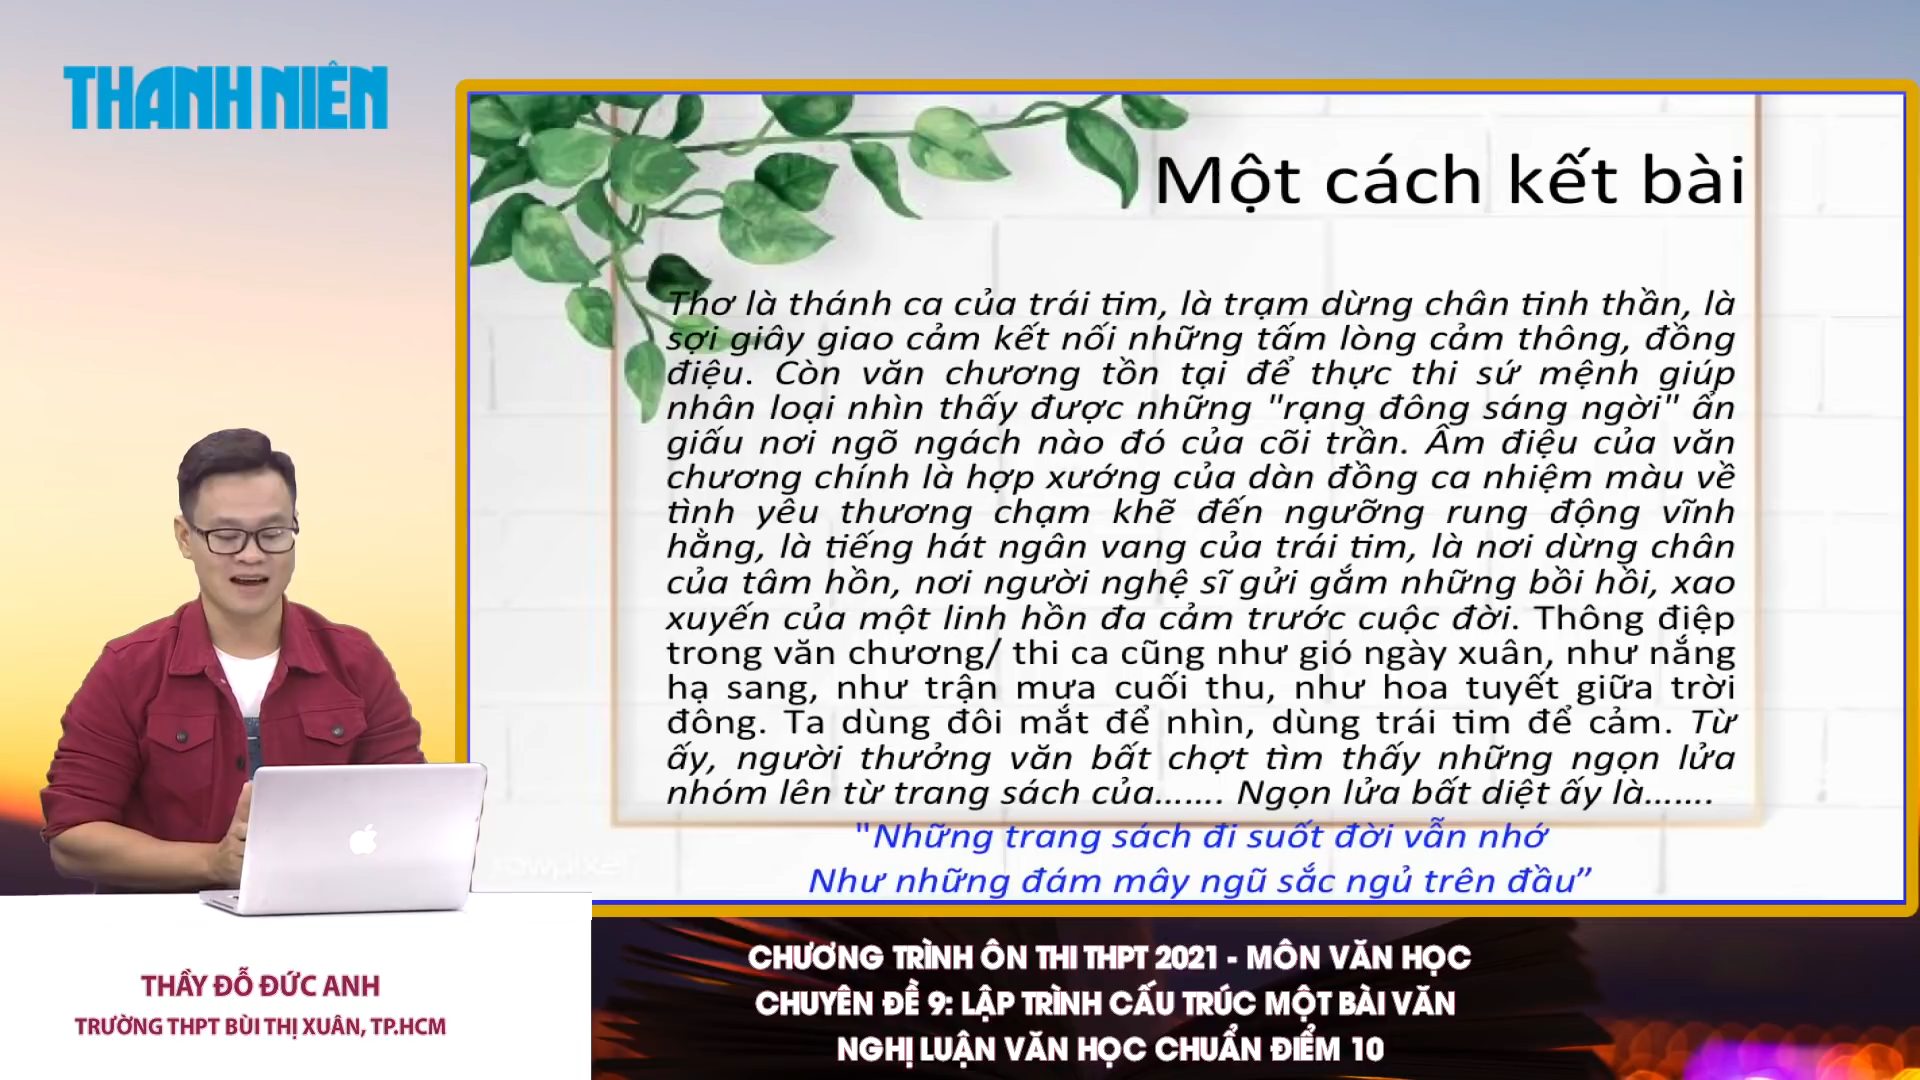 THANH NIÊN
Một cách kết bài
Thơ là thánh ca của trái tim, là trạm dừng chân tinh thần, là
sợi giây giao cảm kết nối những tấm lòng cảm thông, đồng
điệu. Còn văn chương tồn tại để thực thi sứ mệnh giúp
nhân loại nhìn thấy được những "rạng đông sáng ngời" ẩn
giấu nơi ngõ ngách nào đó của cõi trần. Âm điệu của văn
chương chính là hợp xướng của dàn đồng ca nhiệm màu về
tình yêu thương chạm khẽ đến ngưỡng rung động vĩnh
hằng, là tiếng hát ngân vang của trái tim, là nơi dừng chân
của tâm hồn, nơi người nghệ sĩ gửi gắm những bồi hồi, xao
xuyến của một linh hồn đa cảm trước cuộc đời. Thông điệp
trong văn chương/ thi ca cũng như gió ngày xuân, như nắng
hạ sang, như trận mưa cuối thu, như hoa tuyết giữa trời
đông. Ta dùng đôi mắt để nhìn, dùng trái tim để cảm. Từ
ấy, người thưởng văn bất chợt tìm thấy những ngọn lửa
nhóm lên từ trang sách của....... Ngọn lửa bất diệt ấy là.......
"Những trang sách đi suốt đời vẫn nhớ
Như những đám mây ngũ sắc ngủ trên đầu”
THẦY ĐỖ ĐỨC ANH
TRƯỜNG THPT BÙI THỊ XUÂN, TP.HCM
CHƯƠNG TRÌNH ÔN THI THPT 2021 - MÔN VĂN HỌC
CHUYÊN ĐỀ 9: LẬP TRÌNH CẤU TRÚC MỘT BÀI VĂN
NGHỊ LUẬN VĂN HỌC CHUẨN ĐIỂM 10